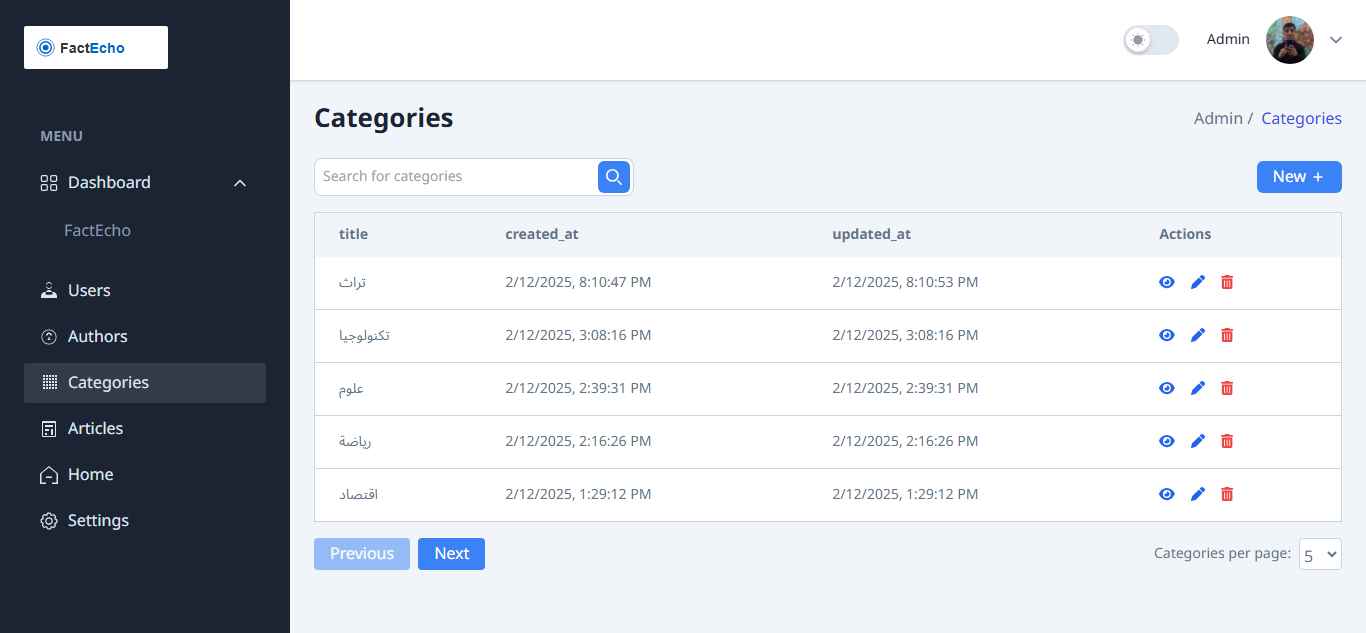 FactEcho
Admin
MENU
Dashboard
FactEcho
Users
Authors
Categories
Articles
Home
Settings
Categories
Admin / Categories
Search for categories
New +
title created_at updated_at Actions
تراث 2/12/2025, 8:10:47 PM 2/12/2025, 8:10:53 PM
تكنولوجيا 2/12/2025, 3:08:16 PM 2/12/2025, 3:08:16 PM
علوم 2/12/2025, 2:39:31 PM 2/12/2025, 2:39:31 PM
رياضة 2/12/2025, 2:16:26 PM 2/12/2025, 2:16:26 PM
اقتصاد 2/12/2025, 1:29:12 PM 2/12/2025, 1:29:12 PM
Previous Next Categories per page: 5